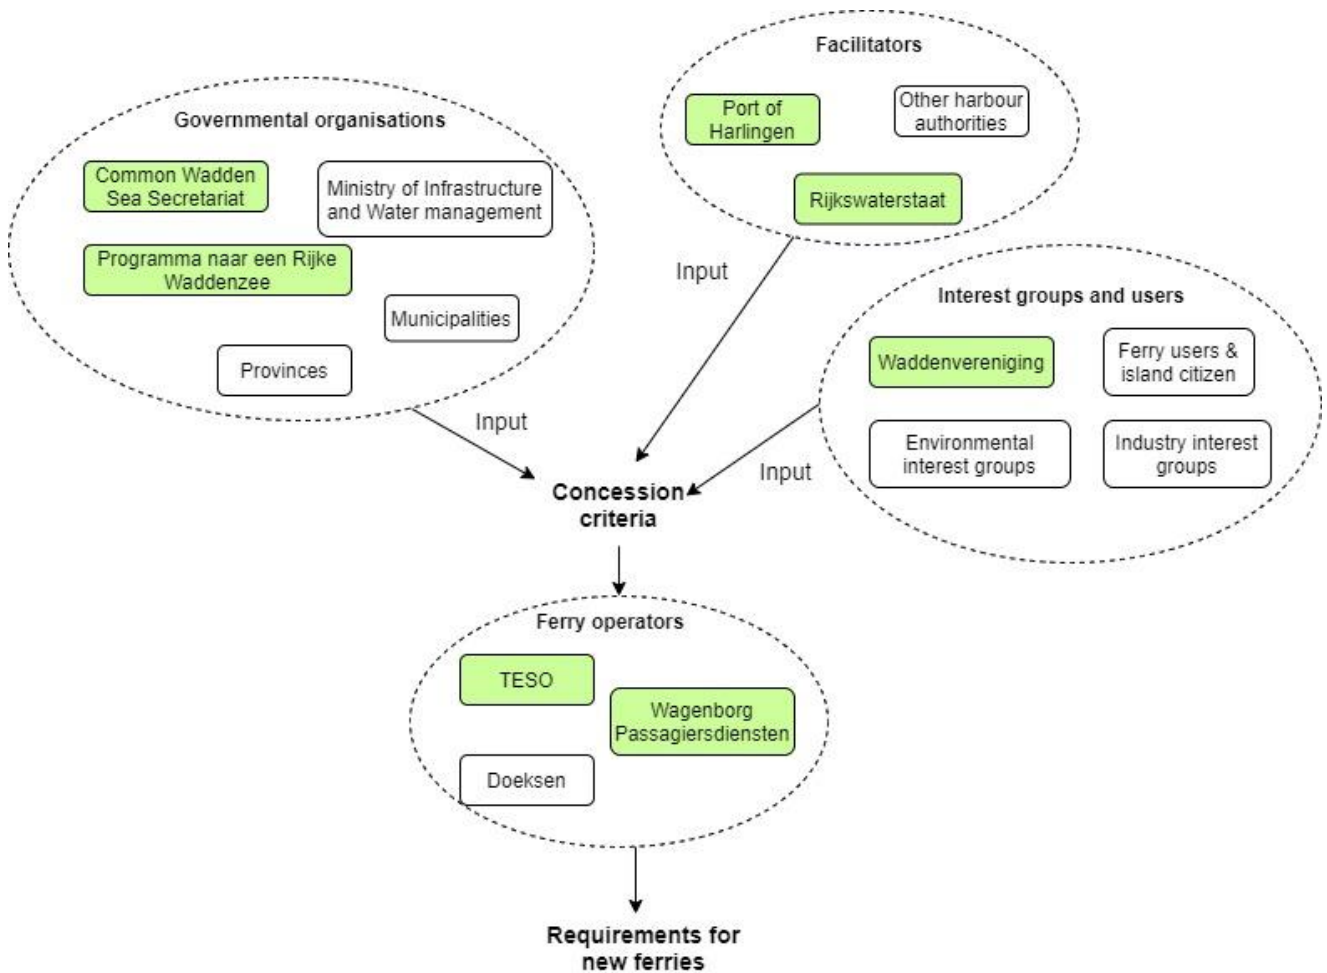 Governmental organisations
Common Wadden
Sea Secretariat
Ministry of Infrastructure
and Water management
Programma naar een Rijke
Waddenzee
Municipalities
Provinces
Input
Facilitators
Port of
Harlingen
Other harbour
authorities
Rijkswaterstaat
Input
Interest groups and users
Waddenvereniging
Ferry users &
island citizen
Environmental
interest groups
Industry interest
groups
Input
Concession
criteria
Ferry operators
TESO
Wagenborg
Passagiersdiensten
Doeksen
Requirements for
new ferries